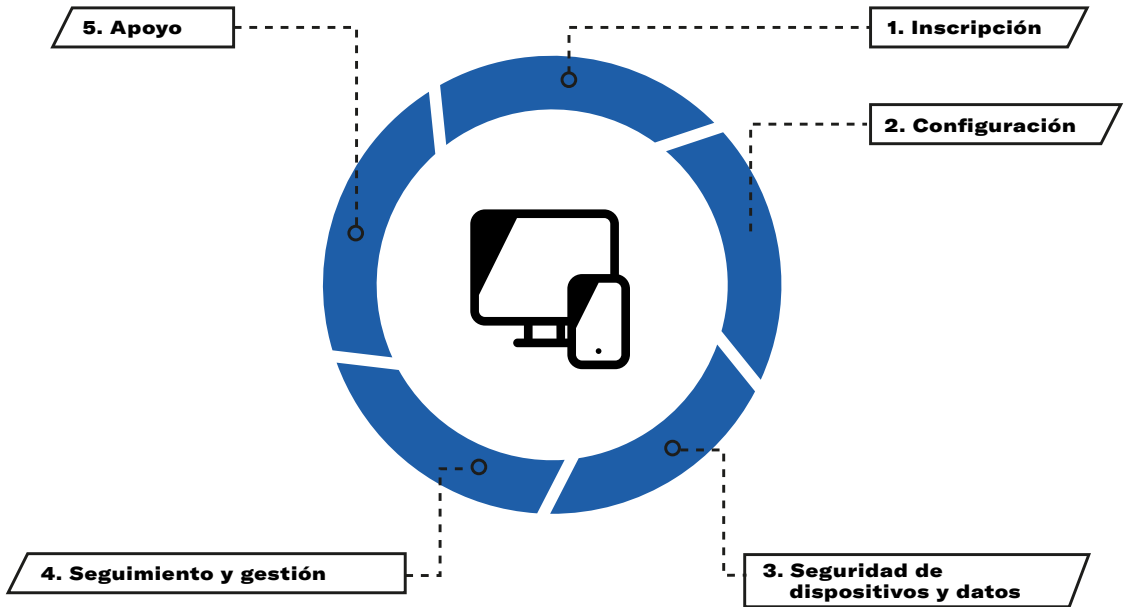 1. Inscripción
2. Configuración
3. Seguridad de
dispositivos y datos
4. Seguimiento y gestión
5. Apoyo